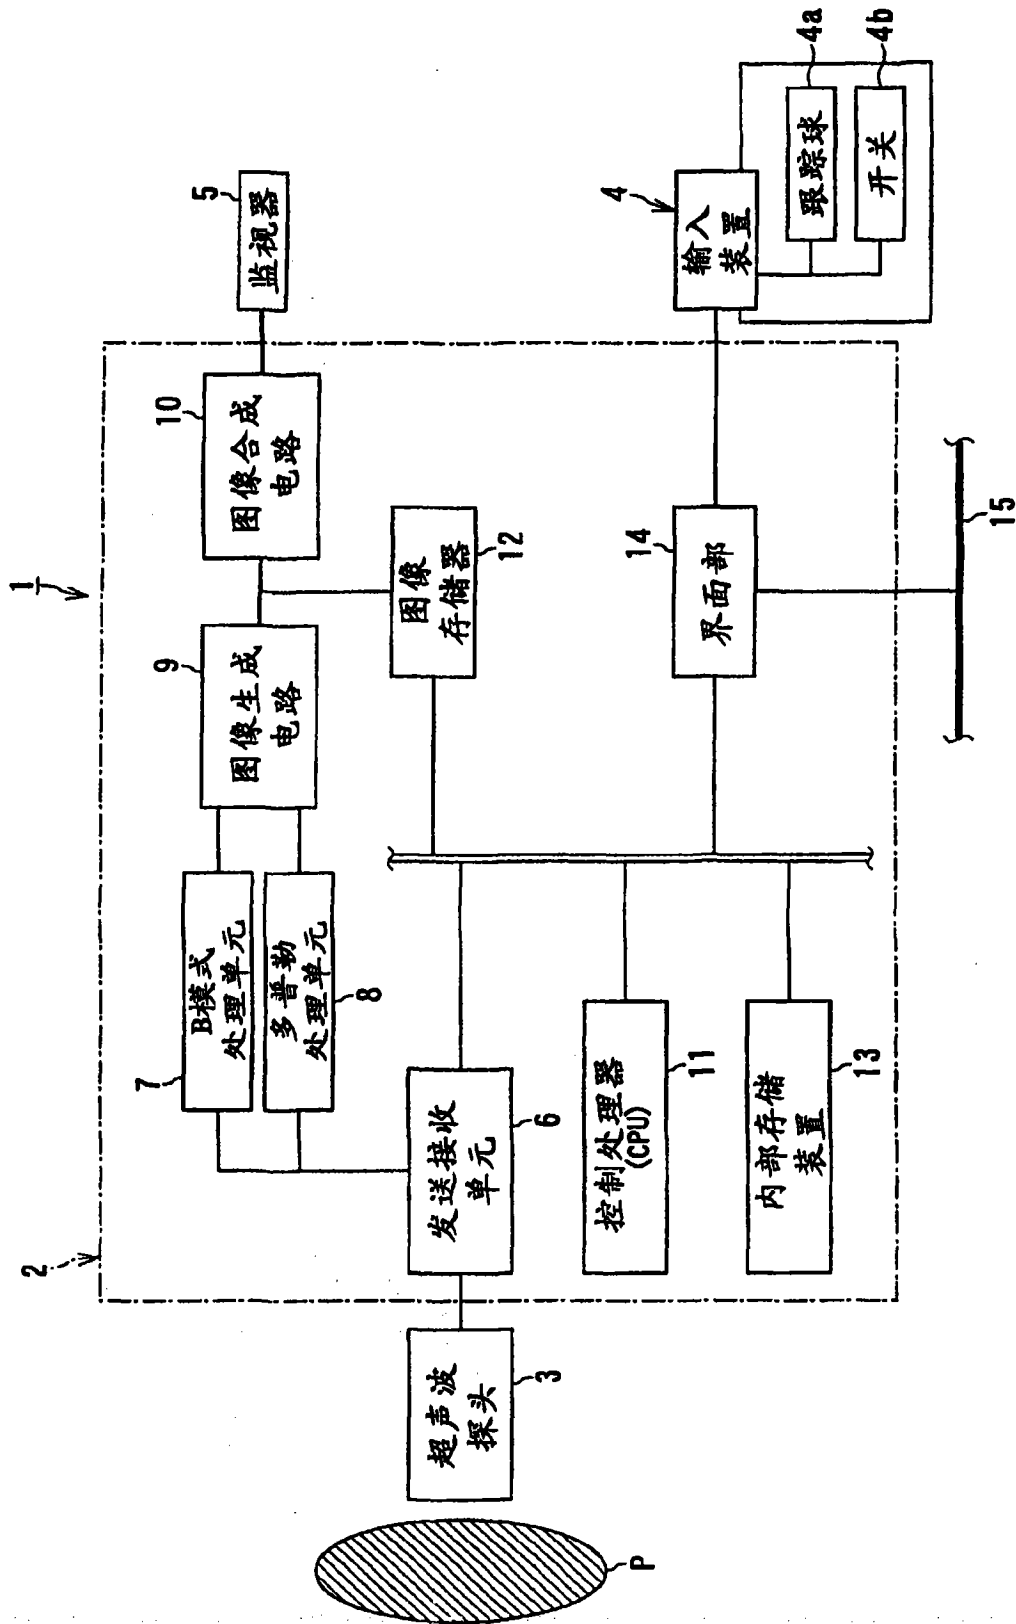 1
2
5
监视器
10
图像合成
电路
9
图像生成
电路
7
B模式
处理单元
多普勒
处理单元
8
图像
存储器
12
4
输入
装置
跟踪球
4a
开关
4b
14
界面部
15
发送接收
单元
6
超声波
探头
3
P
控制处理器
(CPU)
11
内部存储
装置
13